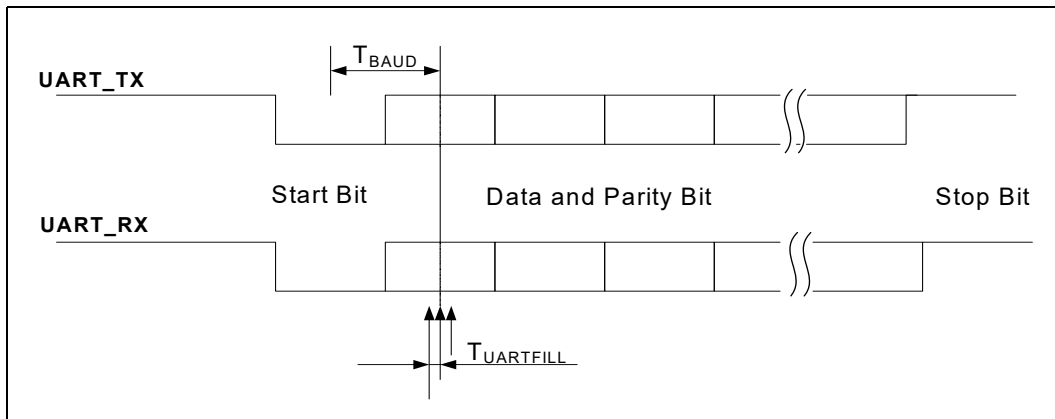 TBAUD
UART_TX
Start Bit
Data and Parity Bit
Stop Bit
UART_RX
TUARTFILL